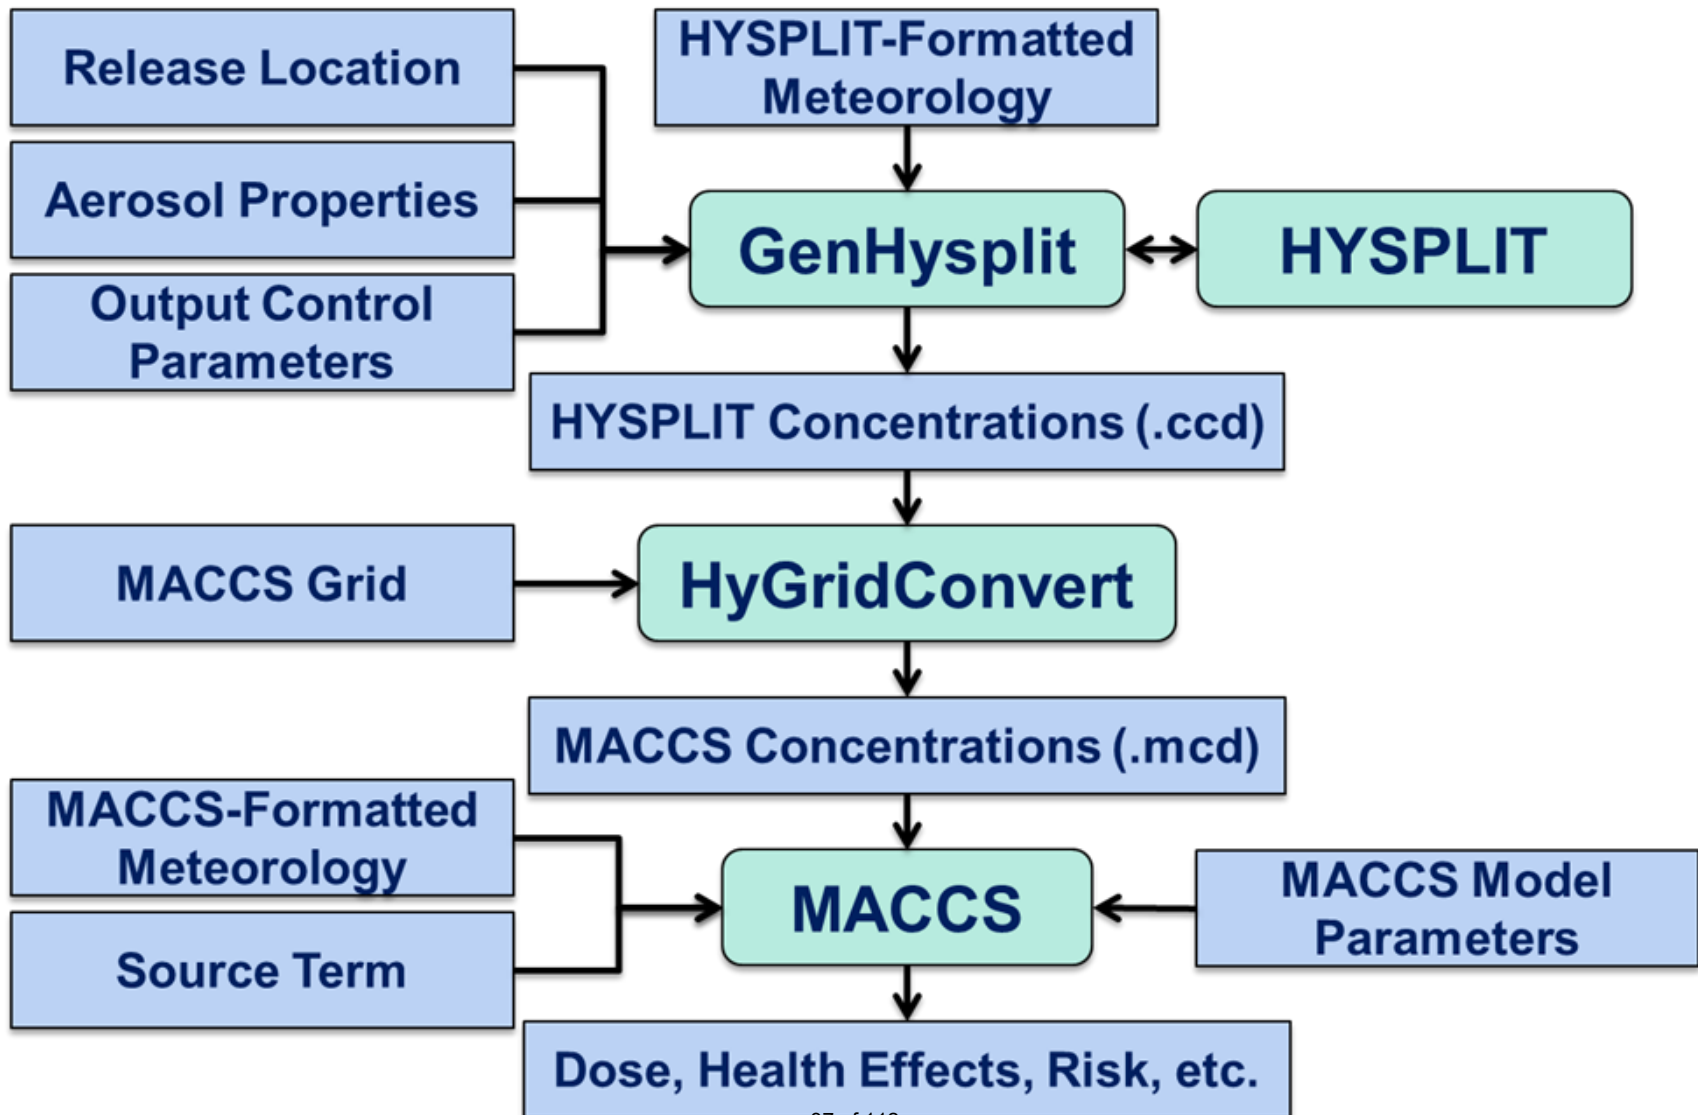 Release Location
HYSPLIT-Formatted
Meteorology
Aerosol Properties
Output Control
Parameters
GenHysplit
HYSPLIT
HYSPLIT Concentrations (.ccd)
MACCS Grid
HyGridConvert
MACCS Concentrations (.mcd)
MACCS-Formatted
Meteorology
Source Term
MACCS
MACCS Model
Parameters
Dose, Health Effects, Risk, etc.